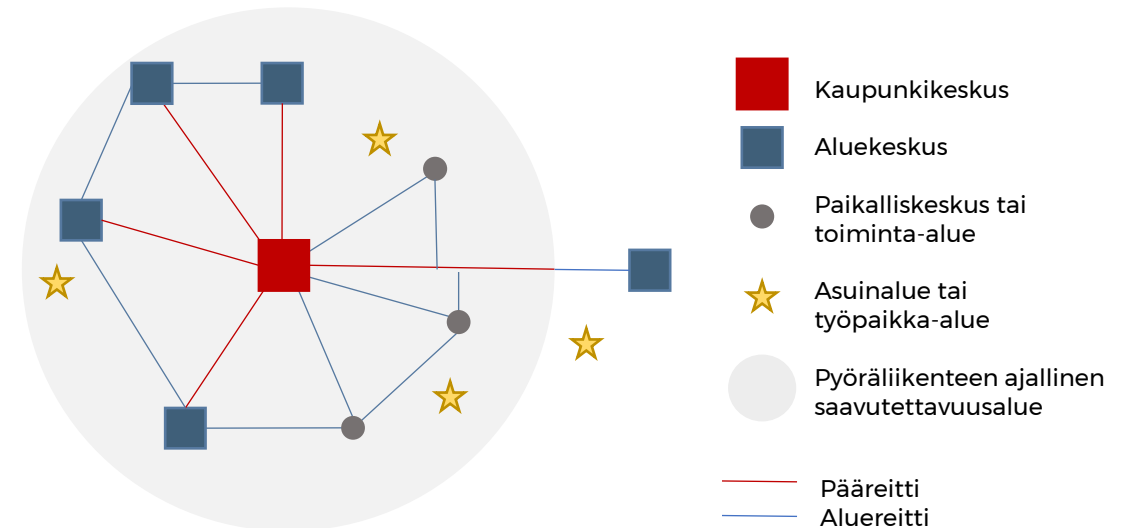 Kaupunkikeskus
Aluekeskus
Paikalliskeskus tai
toiminta-alue
Asuinalue tai
työpaikka-alue
Pyöräliikenteen ajallinen
saavutettavuusalue
Pääreitti
Aluereitti